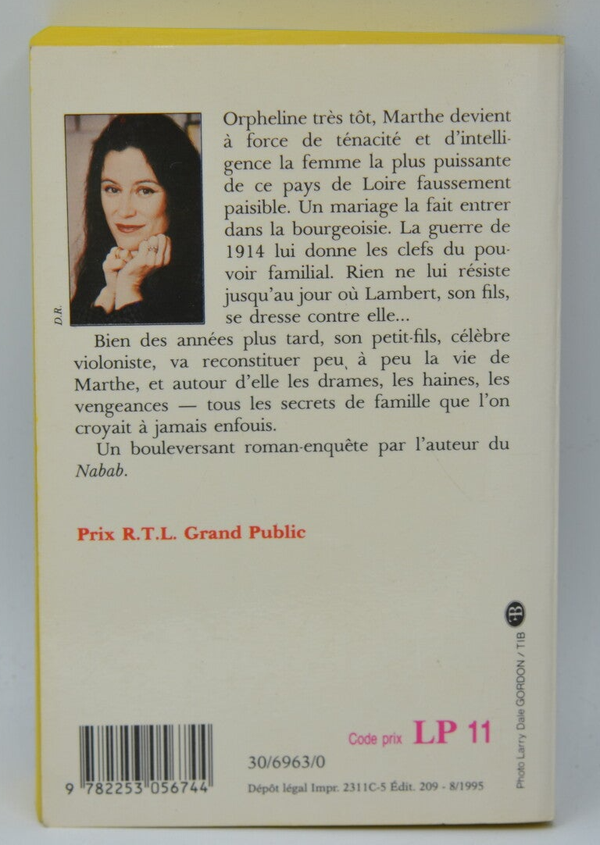 Orpheline très tôt, Marthe devient
à force de ténacité et d'intelli-
gence la femme la plus puissante
de ce pays de Loire faussement
paisible. Un mariage la fait entrer
dans la bourgeoisie. La guerre de
1914 lui donne les clefs du pou-
voir familial. Rien ne lui résiste
jusqu'au jour où Lambert, son fils,
se dresse contre elle...
D.R.
Bien des années plus tard, son petit-fils, célèbre
violoniste, va reconstituer peu à peu la vie de
Marthe, et autour d'elle les drames, les haines, les
vengeances — tous les secrets de famille que l'on
croyait à jamais enfouis.
Un bouleversant roman-enquête par l'auteur du
Nabab.
Prix R.T.L. Grand Public
B
Photo Larry Dale GORDON / TIB
Code prix LP 11
30/6963/0
9 782253 056744
Dépôt légal Impr. 2311C-5 Édit. 209 - 8/1995